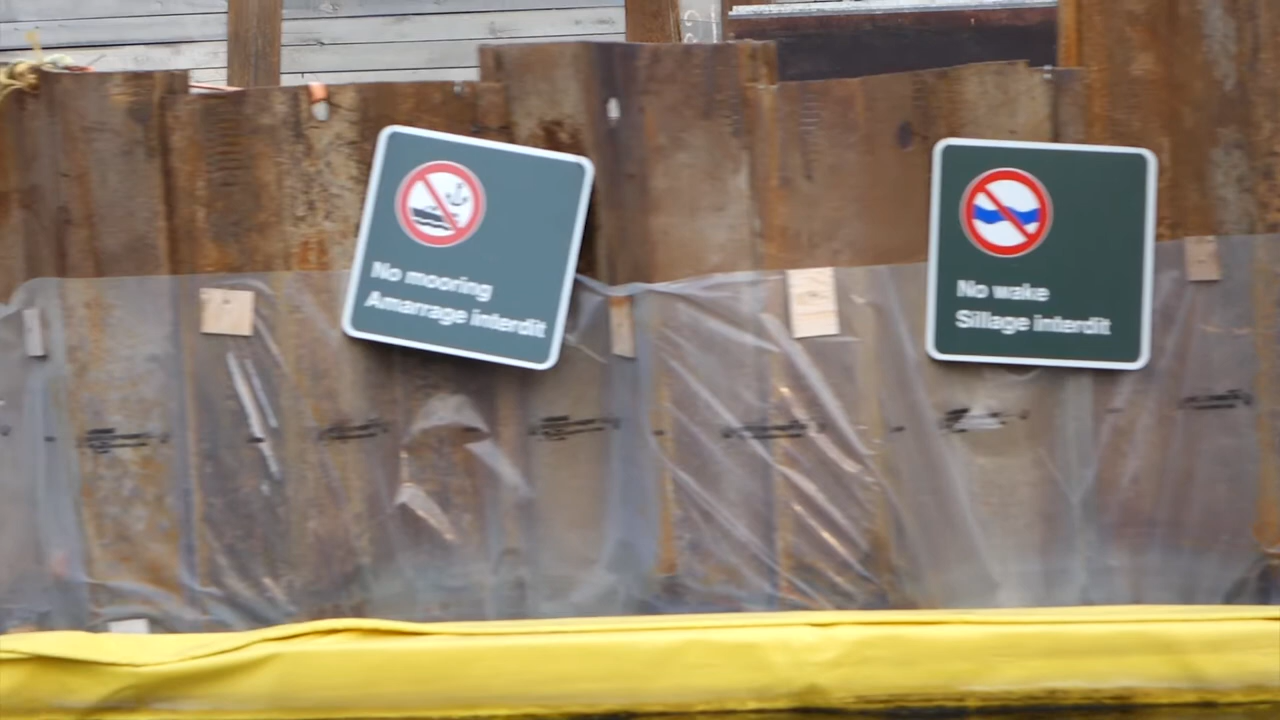 No mooring
Amarrage interdit
No wake
Sillage interdit